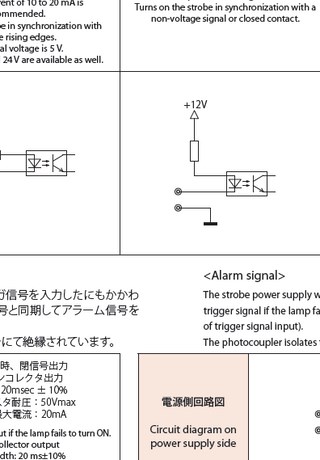 ent of 10 to 20 mA is
ommended.
be in synchronization with
e rising edges.
al voltage is 5 V.
24 V are available as well.
Turns on the strobe in synchronization with a
non-voltage signal or closed contact.
+12V
ガ信号を入力したにもかかわ
号と同期してアラーム信号を
にて絶縁されています。
<Alarm signal>
The strobe power supply w
trigger signal if the lamp fa
of trigger signal input).
The photocoupler isolates
時、閉信号出力
ンコレクタ出力
20msec ± 10%
スタ耐圧：50Vmax
最大電流：20mA
ut if the lamp fails to turn ON.
ollector output
dth: 20 ms±10%
電源側回路図
Circuit diagram on
power supply side